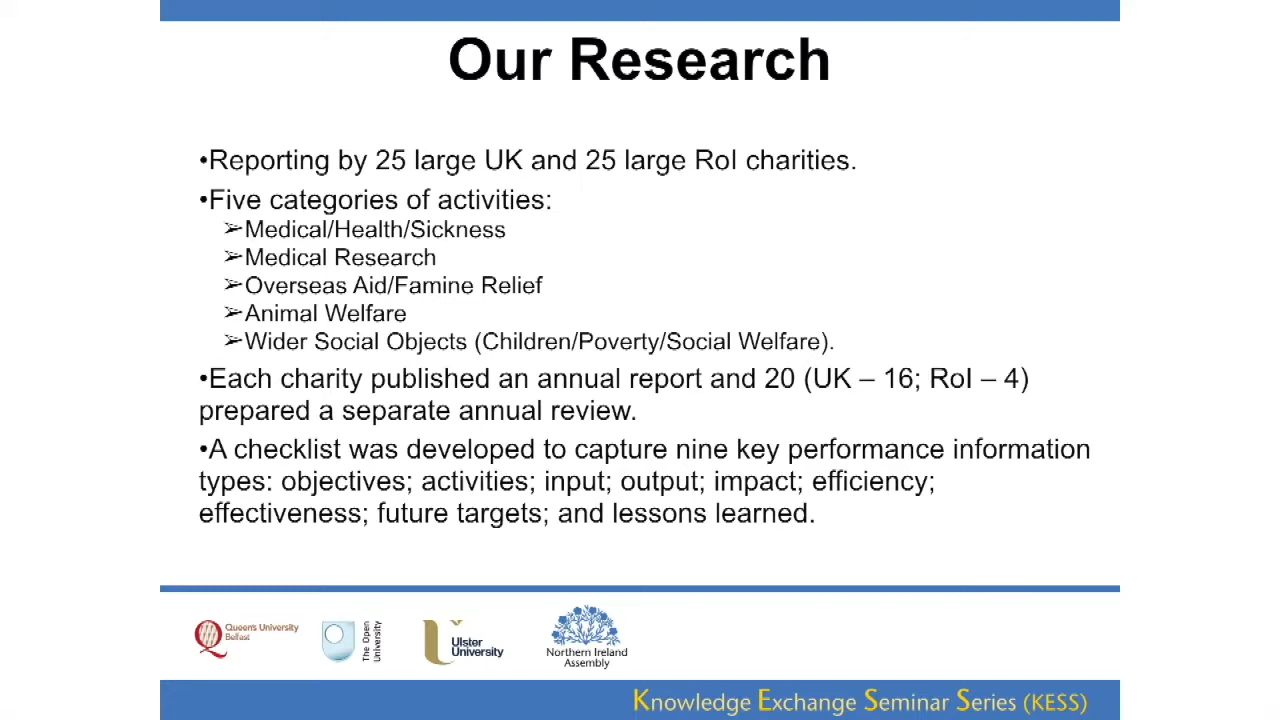 Our Research
•Reporting by 25 large UK and 25 large RoI charities.
•Five categories of activities:
➢Medical/Health/Sickness
➢Medical Research
➢Overseas Aid/Famine Relief
➢Animal Welfare
➢Wider Social Objects (Children/Poverty/Social Welfare).
•Each charity published an annual report and 20 (UK – 16; RoI – 4)
prepared a separate annual review.
•A checklist was developed to capture nine key performance information
types: objectives; activities; input; output; impact; efficiency;
effectiveness; future targets; and lessons learned.
Queen's University
Belfast
The Open
University
Ulster
University
Northern Ireland
Assembly
Knowledge Exchange Seminar Series (KESS)